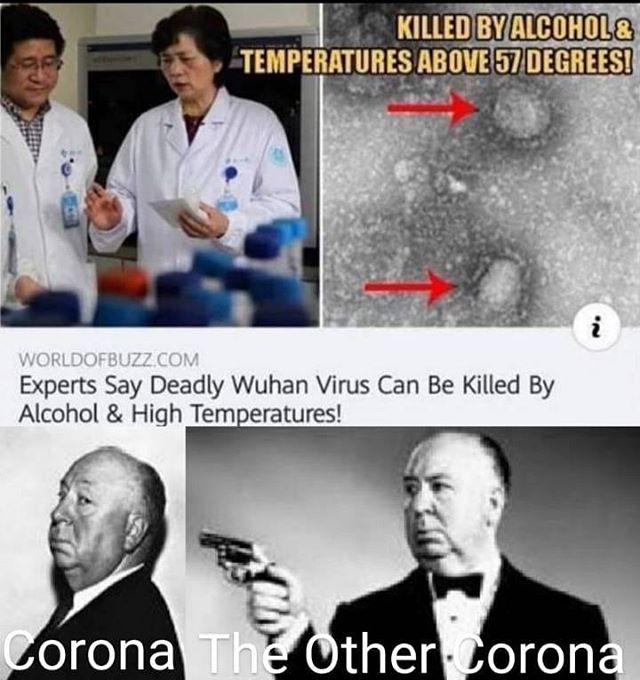 KILLED BY ALCOHOL &
TEMPERATURES ABOVE 57 DEGREES!
i
WORLDOFBUZZ.COM
Experts Say Deadly Wuhan Virus Can Be Killed By
Alcohol & High Temperatures!
Corona
The Other Corona